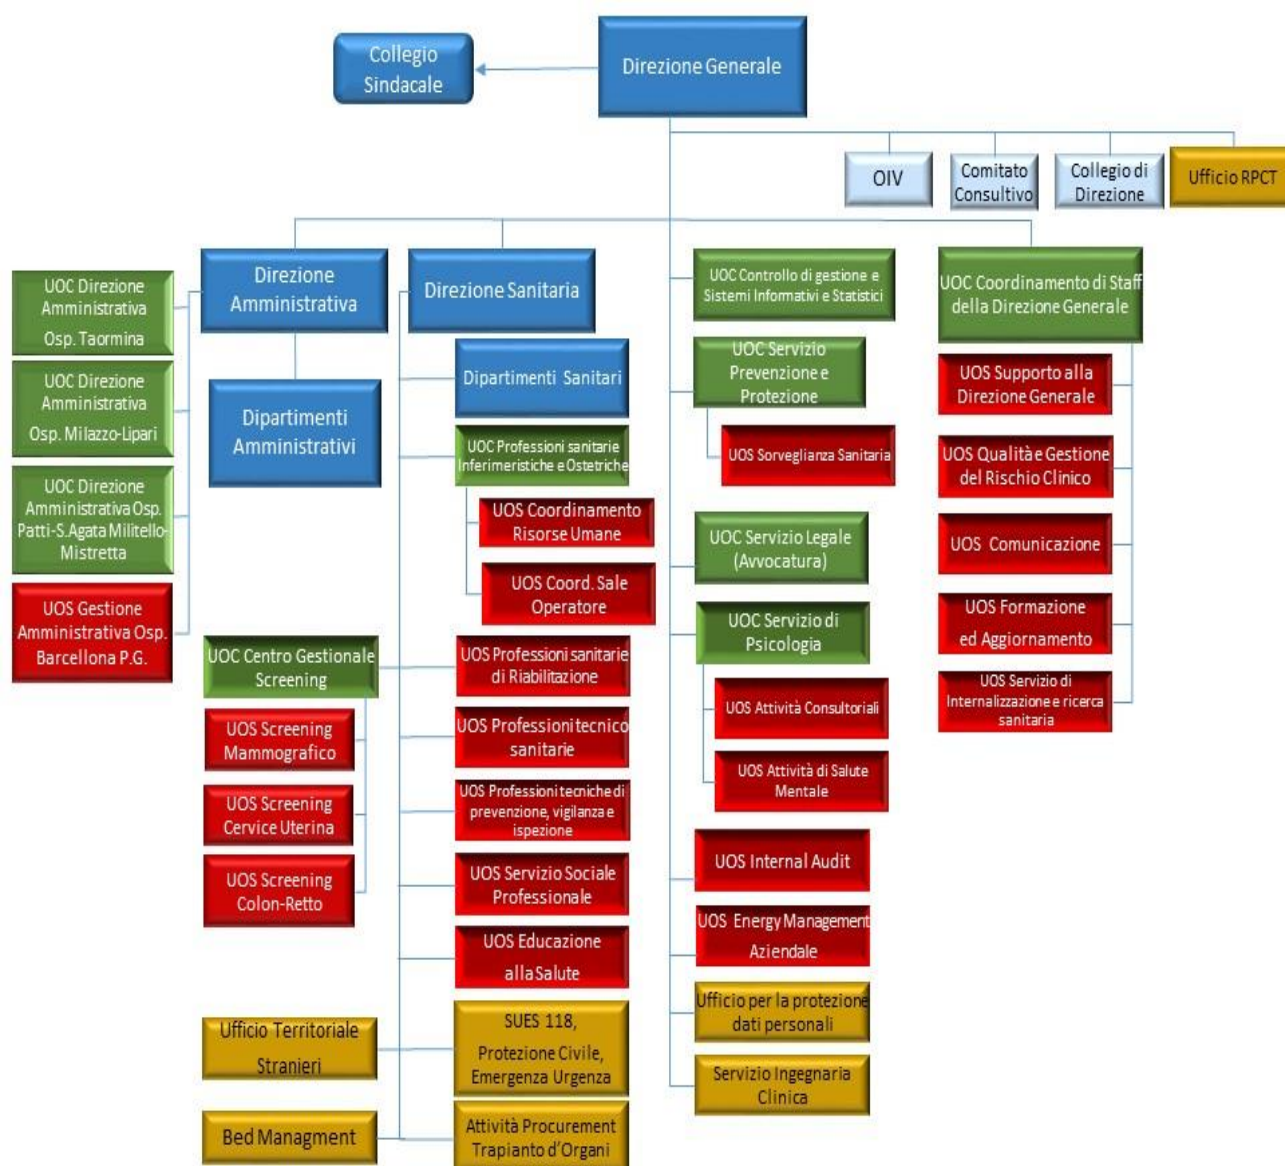 Collegio
Sindacale
Direzione Generale
OIV
Comitato
Consultivo
Collegio di
Direzione
Ufficio RPCT
Direzione
Amministrativa
Direzione Sanitaria
UOC Controllo di gestione e
Sistemi Informativi e Statistici
UOC Coordinamento di Staff
della Direzione Generale
UOC Direzione
Amministrativa
Osp. Taormina
UOC Direzione
Amministrativa
Osp. Milazzo-Lipari
UOC Direzione
Amministrativa Osp.
Patti-S.Agata Militello-
Mistretta
UOS Gestione
Amministrativa Osp.
Barcellona P.G.
Dipartimenti
Amministrativi
Dipartimenti Sanitari
UOC Professioni sanitarie
Inferimeristiche e Ostetriche
UOS Coordinamento
Risorse Umane
UOS Coord. Sale
Operatore
UOC Centro Gestionale
Screening
UOS Screening
Mammografico
UOS Screening
Cervice Uterina
UOS Screening
Colon-Retto
UOS Professioni sanitarie
di Riabilitazione
UOS Professioni tecnico
sanitarie
UOS Professioni tecniche di
prevenzione, vigilanza e
ispezione
UOS Servizio Sociale
Professionale
UOS Educazione
alla Salute
Ufficio Territoriale
Stranieri
SUES 118,
Protezione Civile,
Emergenza Urgenza
Bed Managment
Attività Procurement
Trapianto d'Organi
UOC Servizio
Prevenzione e
Protezione
UOS Sorveglianza Sanitaria
UOC Servizio Legale
(Avvocatura)
UOC Servizio di
Psicologia
UOS Attività Consultoriali
UOS Attività di Salute
Mentale
UOS Internal Audit
UOS Energy Management
Aziendale
Ufficio per la protezione
dati personali
Servizio Ingegnaria
Clinica
UOS Supporto alla
Direzione Generale
UOS Qualità e Gestione
del Rischio Clinico
UOS Comunicazione
UOS Formazione
ed Aggiornamento
UOS Servizio di
Internalizzazione e ricerca
sanitaria